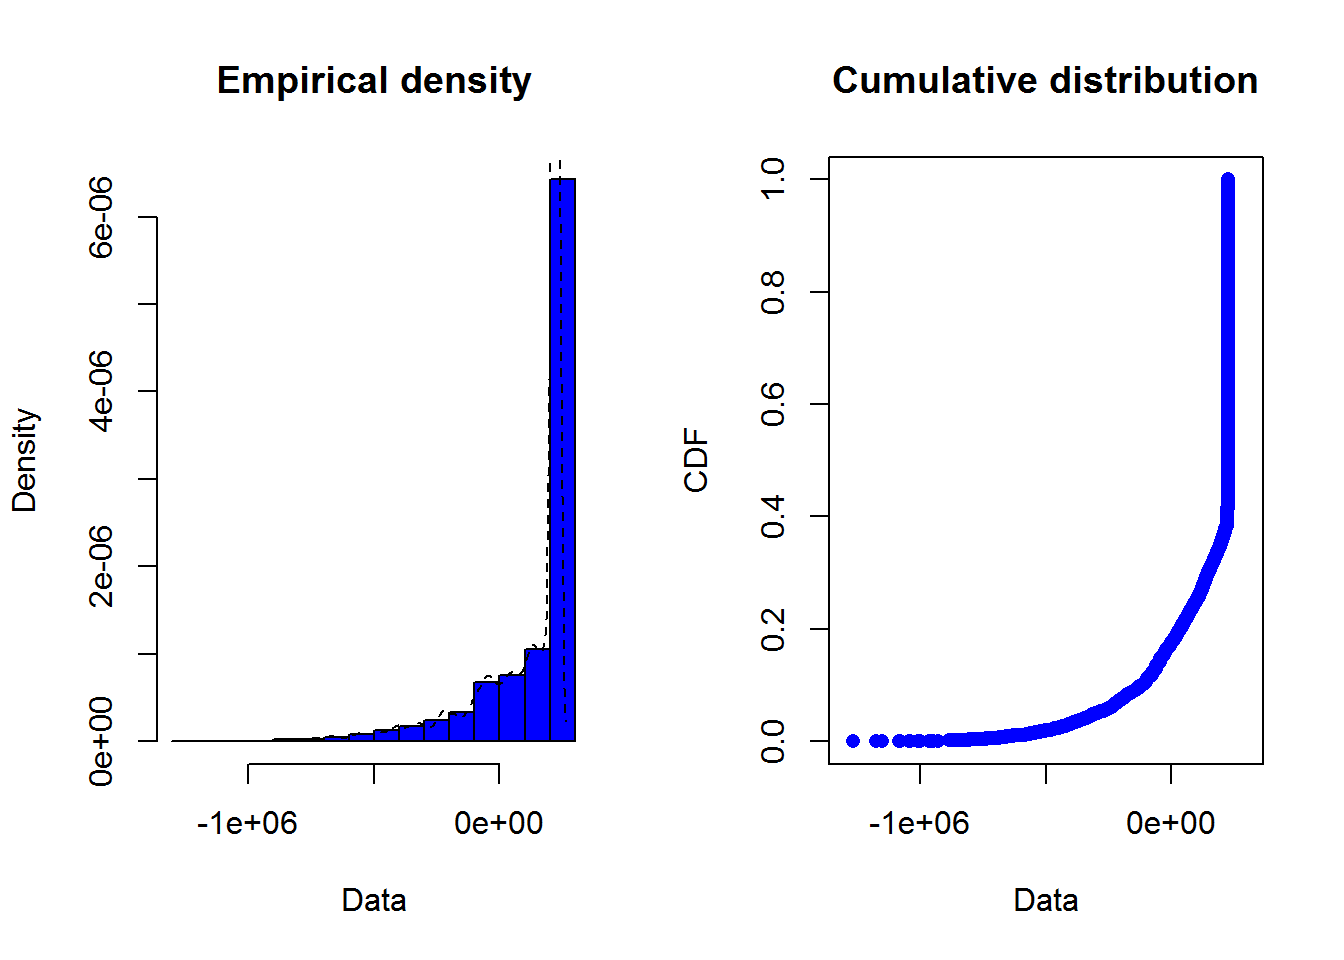 Empirical density
Density
6e-06
4e-06
2e-06
0e+00
-1e+06 0e+00
Data
Cumulative distribution
CDF
1.0
0.8
0.6
0.4
0.2
0.0
-1e+06 0e+00
Data